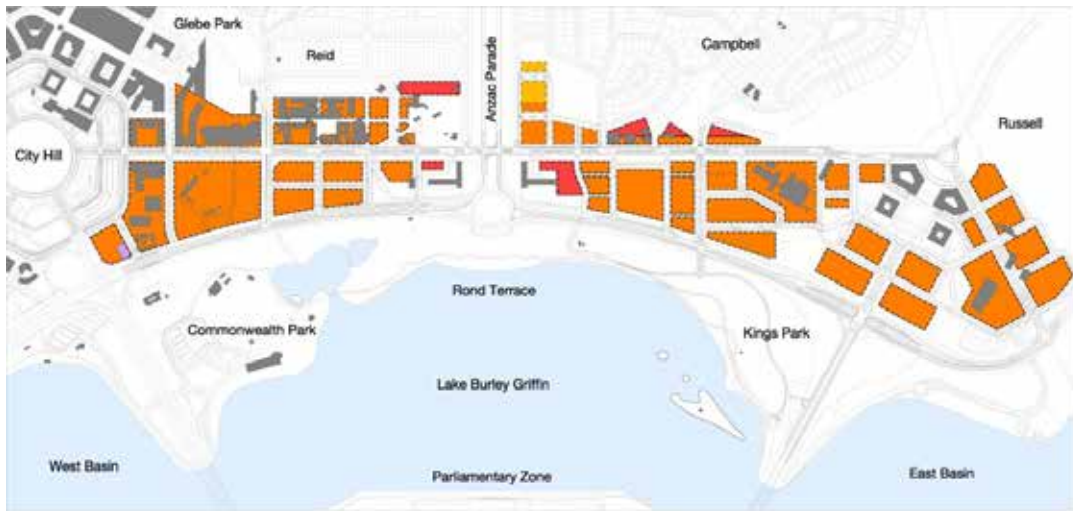 Glebe Park
Reid
Anzac Parade
Campbell
Russell
City Hill
Rond Terrace
Commonwealth Park
Kings Park
Lake Burley Griffin
West Basin
Parliamentary Zone
East Basin